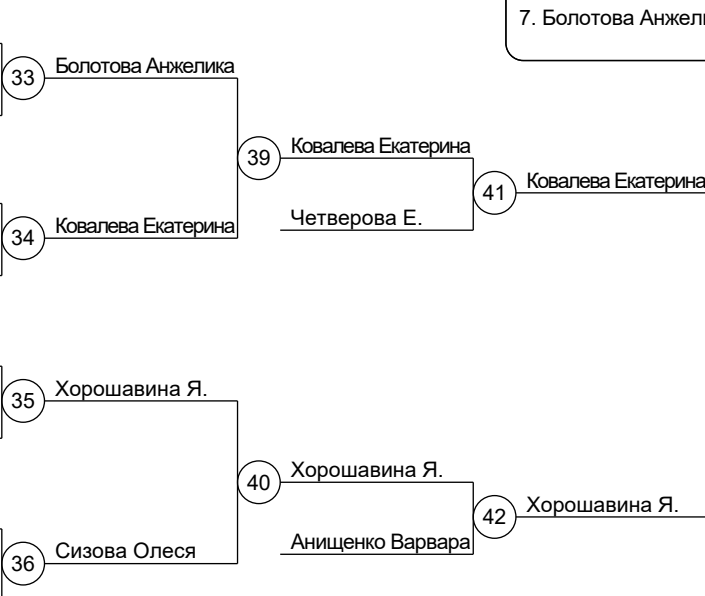 7. Болотова Анжели
33
Болотова Анжелика
39
Ковалева Екатерина
41
Ковалева Екатерина
Четверова Е.
34
Ковалева Екатерина
35
Хорошавина Я.
40
Хорошавина Я.
42
Хорошавина Я.
Анищенко Варвара
36
Сизова Олеся